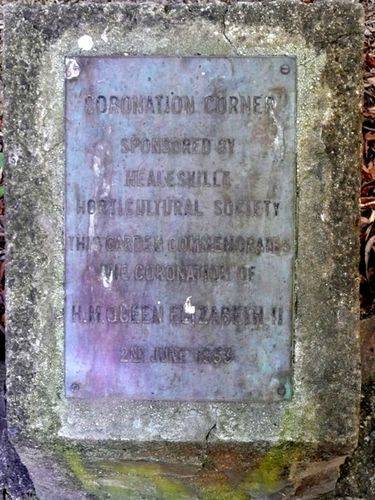 CORONATION CORNER
SPONSORED BY
HEALESVILLE
HORTICULTURAL SOCIETY
THIS GARDEN COMMEMORATES
THE CORONATION OF
H.M. QUEEN ELIZABETH II
2ND JUNE 1953